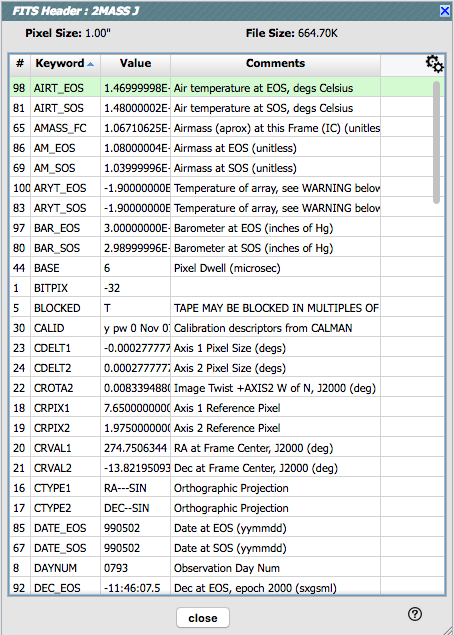 FITS Header : 2MASS J
Pixel Size: 1.00" File Size: 664.70K
# Keyword Value Comments
98 AIRT_EOS 1.46999998E- Air temperature at EOS, degs Celsius
81 AIRT_SOS 1.48000002E- Air temperature at SOS, degs Celsius
65 AMASS_FC 1.06710625E- Airmass (aprox) at this Frame (IC) (unitles
86 AM_EOS 1.08000004E- Airmass at EOS (unitless)
69 AM_SOS 1.03999996E- Airmass at SOS (unitless)
100 ARYT_EOS -1.90000000E Temperature of array, see WARNING below
83 ARYT_SOS -1.90000000E Temperature of array, see WARNING below
97 BAR_EOS 3.00000000E- Barometer at EOS (inches of Hg)
80 BAR_SOS 2.98999996E- Barometer at SOS (inches of Hg)
44 BASE 6 Pixel Dwell (microsec)
1 BITPIX -32
5 BLOCKED T TAPE MAY BE BLOCKED IN MULTIPLES OF
30 CALID y pw 0 Nov 07 Calibration descriptors from CALMAN
23 CDELT1 -0.000277777 Axis 1 Pixel Size (degs)
24 CDELT2 0.0002777777 Axis 2 Pixel Size (degs)
22 CROTA2 0.0083394880 Image Twist +AXIS2 W of N, J2000 (deg)
18 CRPIX1 7.6500000000 Axis 1 Reference Pixel
19 CRPIX2 1.9750000000 Axis 2 Reference Pixel
20 CRVAL1 274.7506344 RA at Frame Center, J2000 (deg)
21 CRVAL2 -13.82195093 Dec at Frame Center, J2000 (deg)
16 CTYPE1 RA---SIN Orthographic Projection
17 CTYPE2 DEC--SIN Orthographic Projection
85 DATE_EOS 990502 Date at EOS (yymmdd)
67 DATE_SOS 990502 Date at SOS (yymmdd)
8 DAYNUM 0793 Observation Day Num
92 DEC_EOS -11:46:07.5 Dec at EOS, epoch 2000 (sxgsml)
close